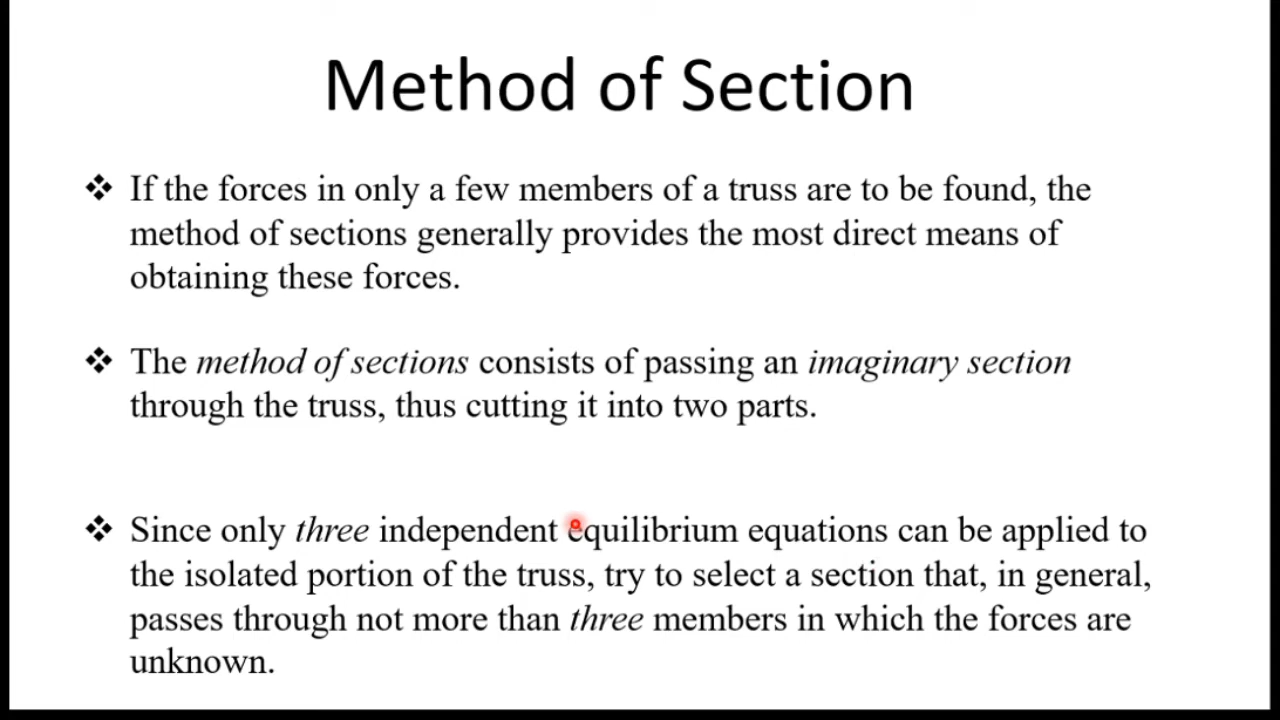 Method of Section
❖ If the forces in only a few members of a truss are to be found, the
method of sections generally provides the most direct means of
obtaining these forces.
❖ The method of sections consists of passing an imaginary section
through the truss, thus cutting it into two parts.
❖ Since only three independent equilibrium equations can be applied to
the isolated portion of the truss, try to select a section that, in general,
passes through not more than three members in which the forces are
unknown.